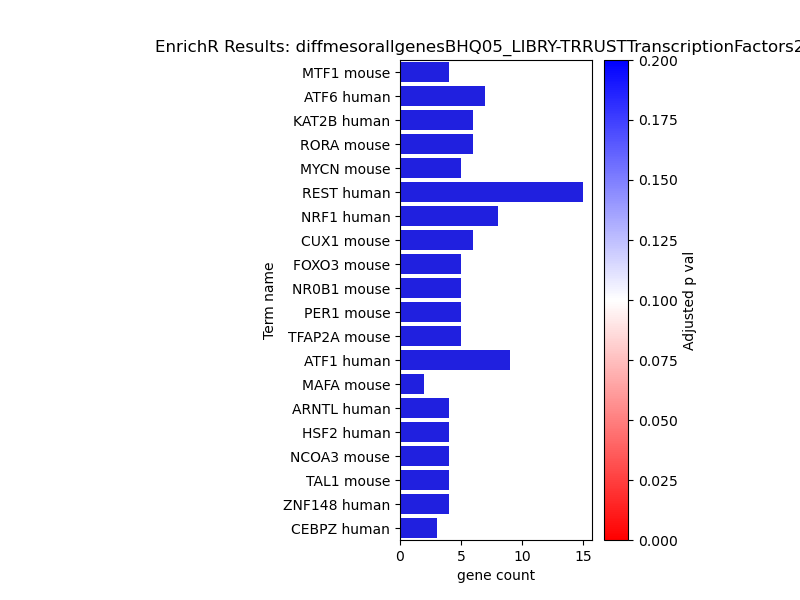 EnrichR Results: diffmesorallgenesBHQ05_LIBRY-TRRUSTTranscriptionFactors2
Term name
MTF1 mouse
ATF6 human
KAT2B human
RORA mouse
MYCN mouse
REST human
NRF1 human
CUX1 mouse
FOXO3 mouse
NR0B1 mouse
PER1 mouse
TFAP2A mouse
ATF1 human
MAFA mouse
ARNTL human
HSF2 human
NCOA3 mouse
TAL1 mouse
ZNF148 human
CEBPZ human
0 5 10 15
gene count
0.200
0.175
0.150
0.125
0.100
0.075
0.050
0.025
0.000
Adjusted p val